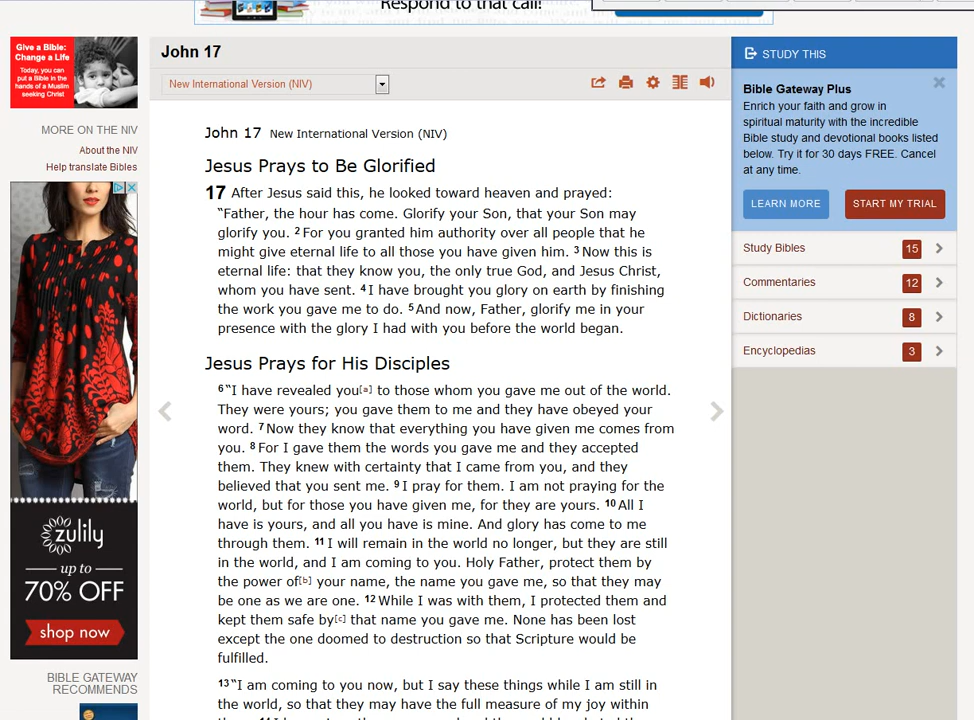 Respond to that call!
Give a Bible:
Change a Life
Today, you can
put a Bible in the
hands of a Muslim
seeking Christ
MORE ON THE NIV
About the NIV
Help translate Bibles
zulily
up to
70% OFF
shop now
BIBLE GATEWAY
RECOMMENDS
John 17
New International Version (NIV)
John 17 New International Version (NIV)
Jesus Prays to Be Glorified
17 After Jesus said this, he looked toward heaven and prayed:
“Father, the hour has come. Glorify your Son, that your Son may
glorify you. 2 For you granted him authority over all people that he
might give eternal life to all those you have given him. 3 Now this is
eternal life: that they know you, the only true God, and Jesus Christ,
whom you have sent. 4 I have brought you glory on earth by finishing
the work you gave me to do. 5 And now, Father, glorify me in your
presence with the glory I had with you before the world began.
Jesus Prays for His Disciples
6 “I have revealed you[a] to those whom you gave me out of the world.
They were yours; you gave them to me and they have obeyed your
word. 7 Now they know that everything you have given me comes from
you. 8 For I gave them the words you gave me and they accepted
them. They knew with certainty that I came from you, and they
believed that you sent me. 9 I pray for them. I am not praying for the
world, but for those you have given me, for they are yours. 10 All I
have is yours, and all you have is mine. And glory has come to me
through them. 11 I will remain in the world no longer, but they are still
in the world, and I am coming to you. Holy Father, protect them by
the power of[b] your name, the name you gave me, so that they may
be one as we are one. 12 While I was with them, I protected them and
kept them safe by[c] that name you gave me. None has been lost
except the one doomed to destruction so that Scripture would be
fulfilled.
13 “I am coming to you now, but I say these things while I am still in
the world, so that they may have the full measure of my joy within
STUDY THIS
Bible Gateway Plus
Enrich your faith and grow in
spiritual maturity with the incredible
Bible study and devotional books listed
below. Try it for 30 days FREE. Cancel
at any time.
LEARN MORE
START MY TRIAL
Study Bibles 15
Commentaries 12
Dictionaries 8
Encyclopedias 3